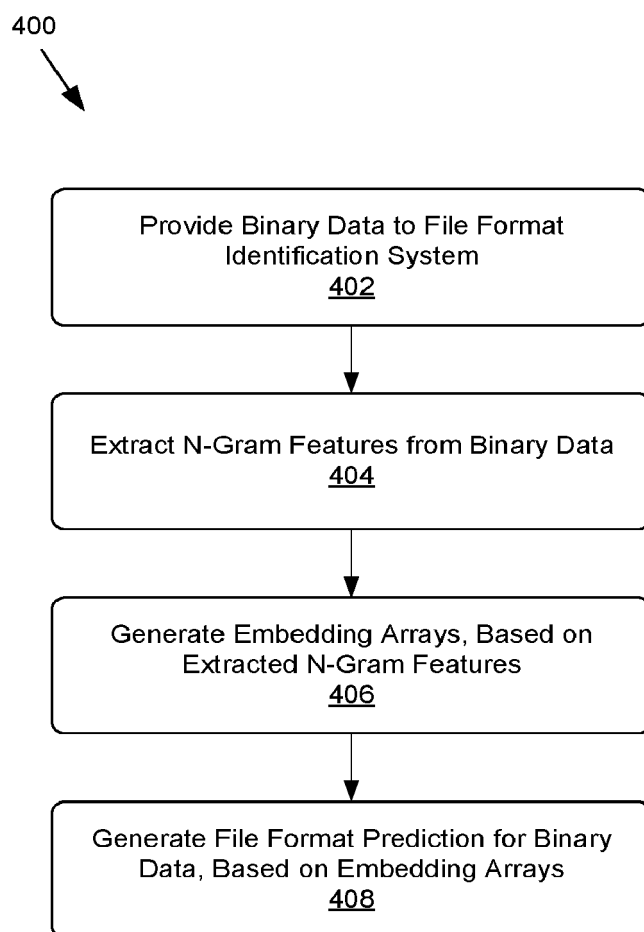 400
Provide Binary Data to File Format
Identification System
402
Extract N-Gram Features from Binary Data
404
Generate Embedding Arrays, Based on
Extracted N-Gram Features
406
Generate File Format Prediction for Binary
Data, Based on Embedding Arrays
408